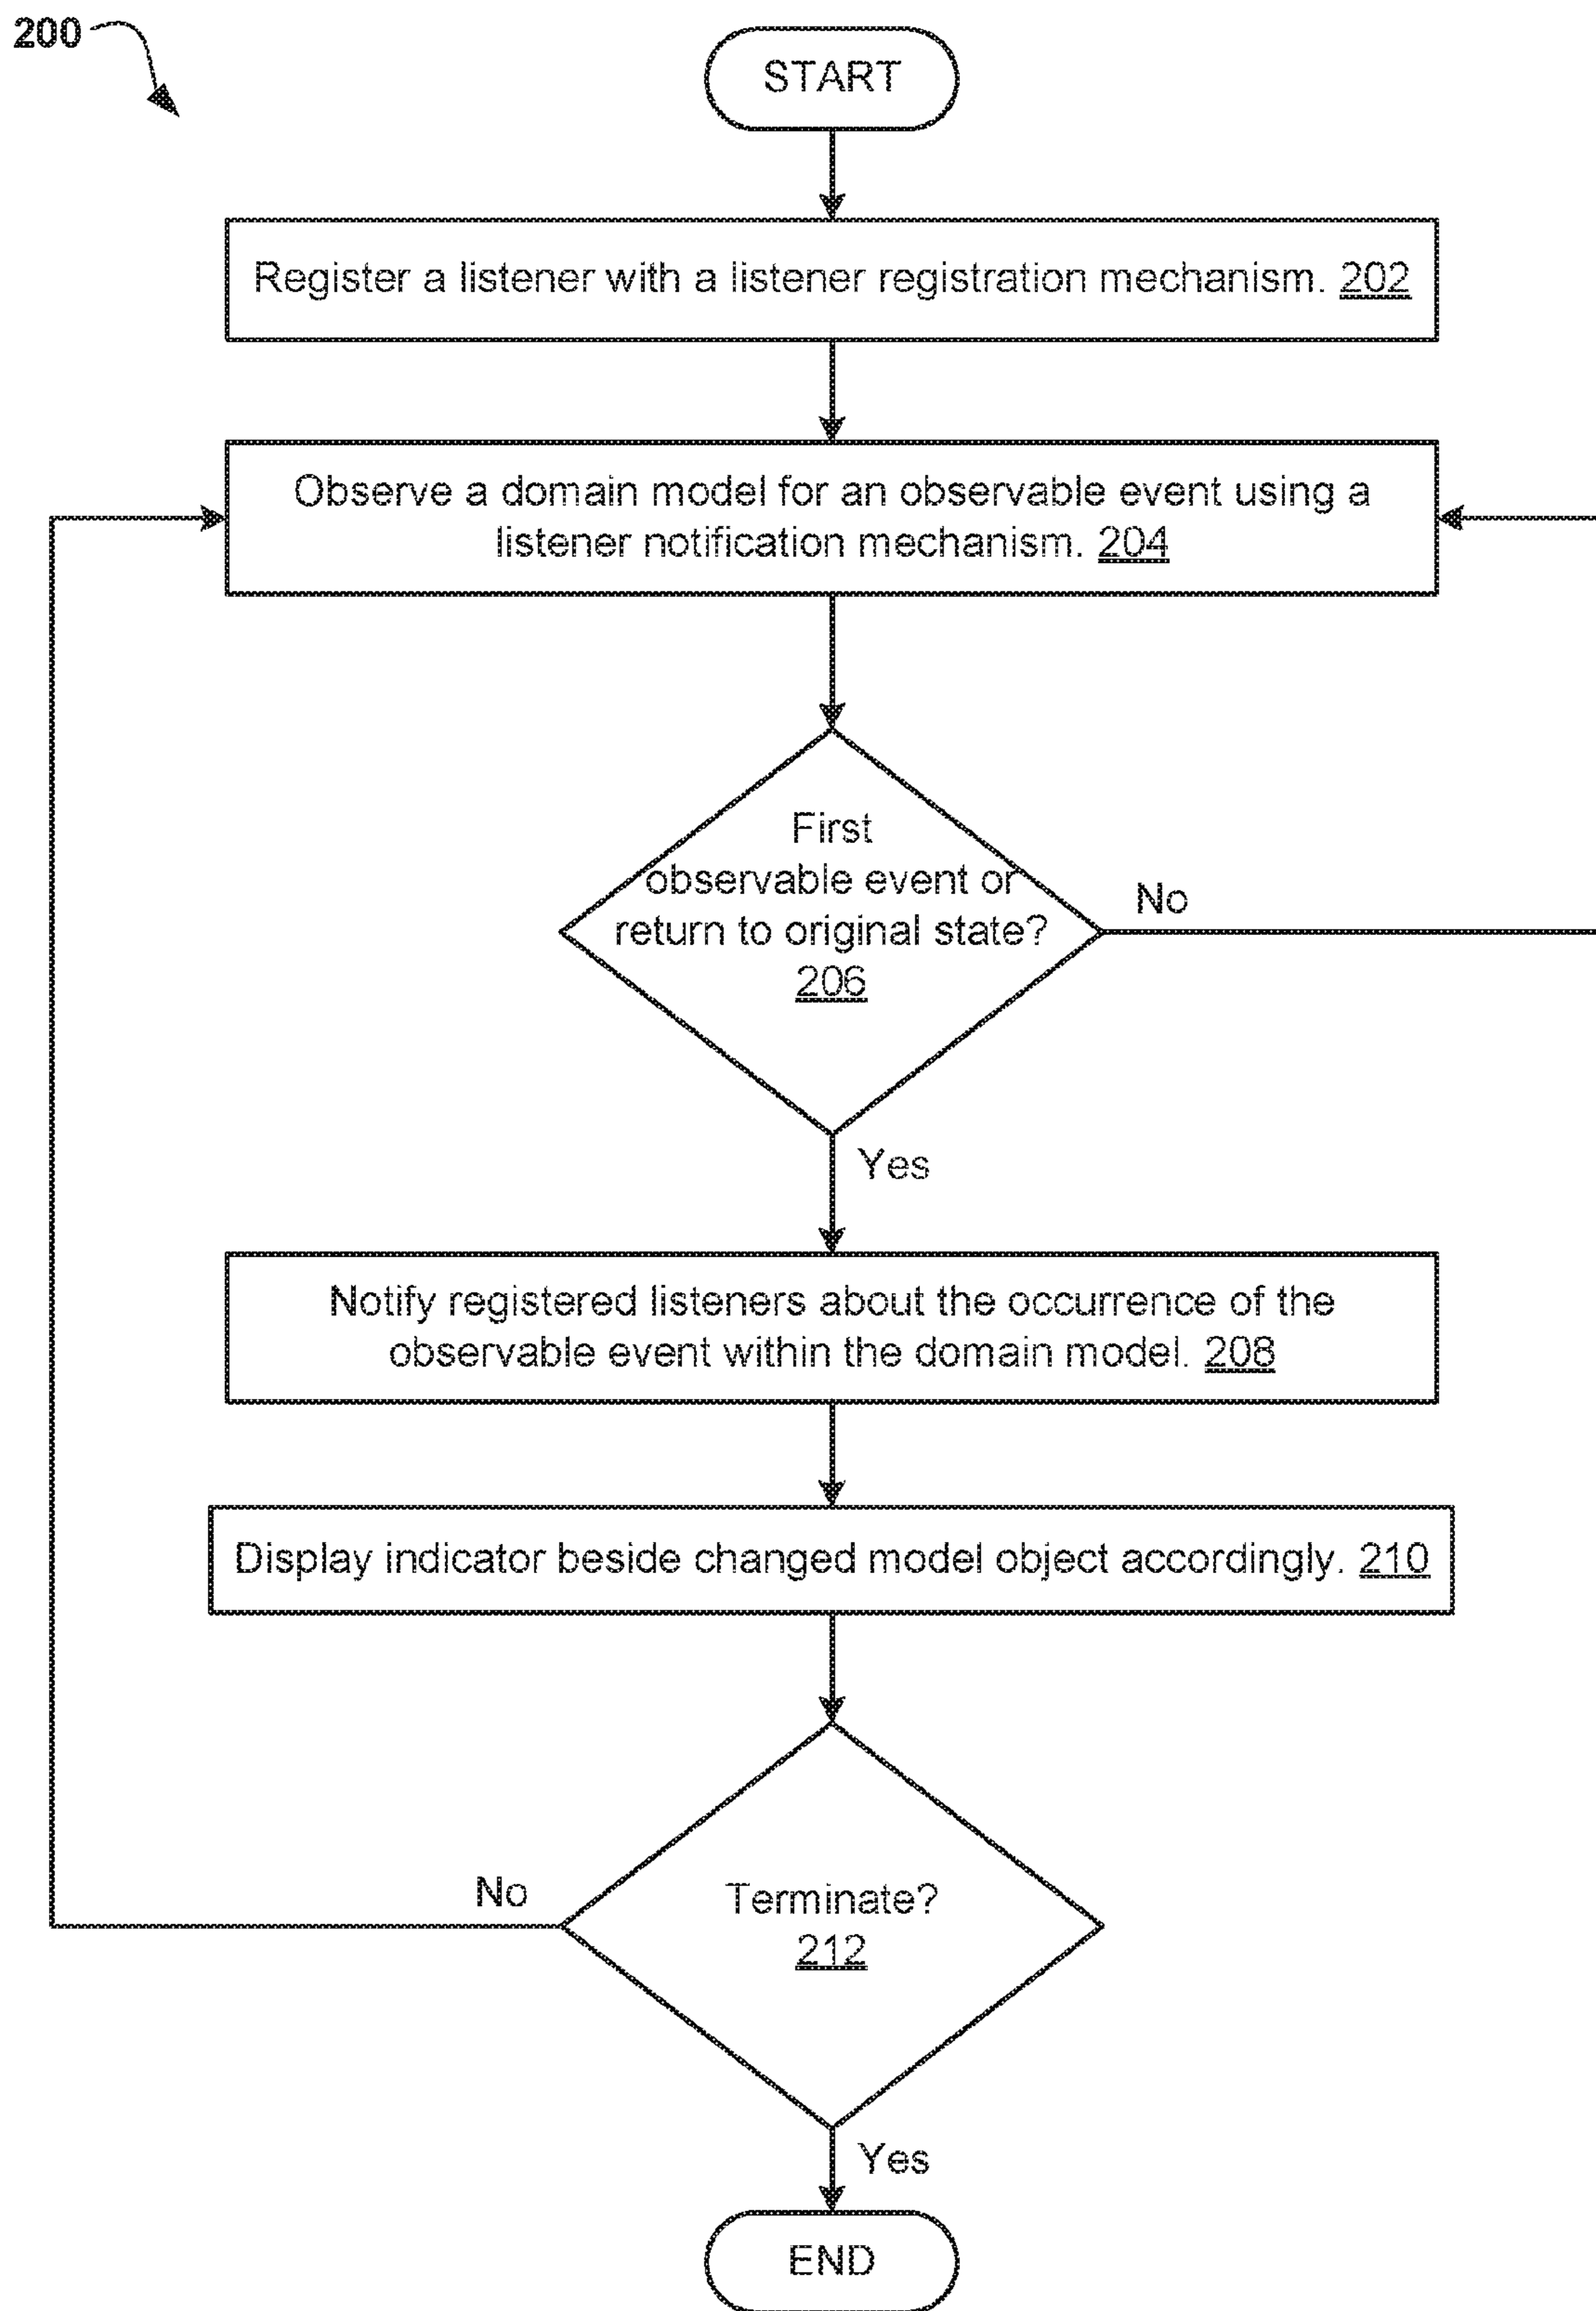 200
START
Register a listener with a listener registration mechanism. 202
Observe a domain model for an observable event using a
listener notification mechanism. 204
First
observable event or
return to original state?
206
No
Yes
Notify registered listeners about the occurrence of the
observable event within the domain model. 208
Display indicator beside changed model object accordingly. 210
No
Terminate?
212
Yes
END